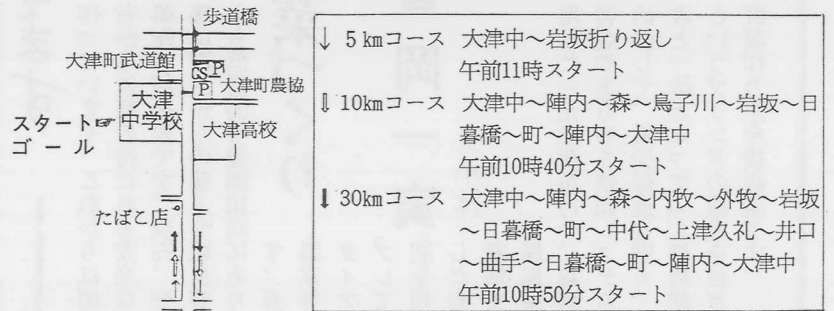 歩道橋
大津町武道館
GS P
P
大津町農協
大津
中学校
スタート☞
ゴール
大津高校
たばこ店
↓ 5kmコース 大津中～岩坂折り返し
午前11時スタート
⇩ 10kmコース 大津中～陣内～森～鳥子川～岩坂～日
暮橋～町～陣内～大津中
午前10時40分スタート
⬇ 30kmコース 大津中～陣内～森～内牧～外牧～岩坂
～日暮橋～町～中代～上津久礼～井口
～曲手～日暮橋～町～陣内～大津中
午前10時50分スタート